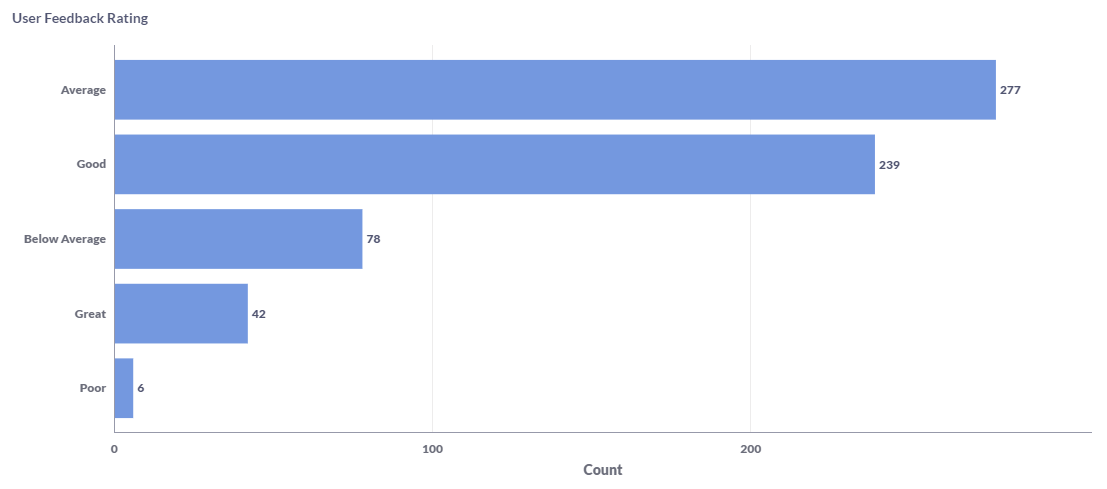 User Feedback Rating
Average 277
Good 239
Below Average 78
Great 42
Poor 6
0 100 200
Count